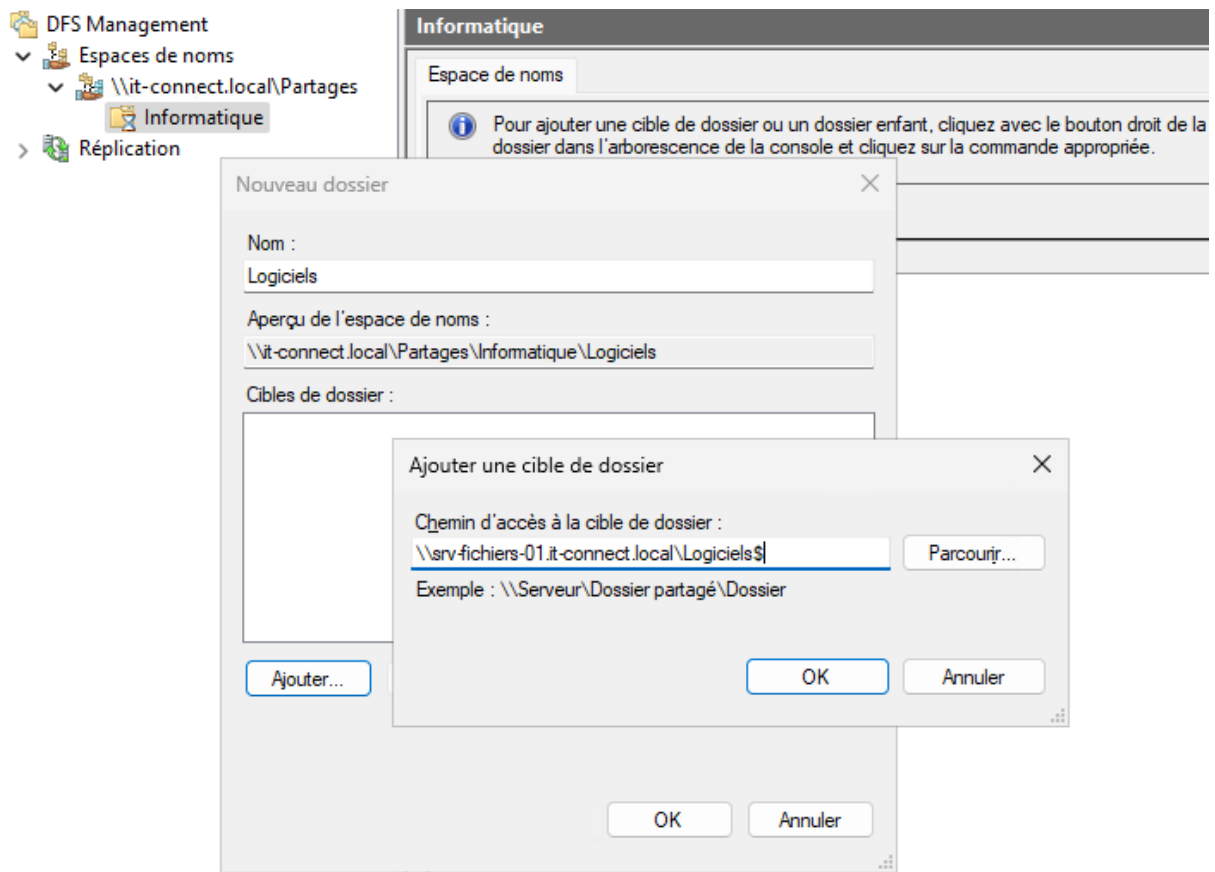 DFS Management
Espaces de noms
\\it-connect.local\Partages
Informatique
Réplication
Informatique
Espace de noms
Pour ajouter une cible de dossier ou un dossier enfant, cliquez avec le bouton droit de la
dossier dans l'arborescence de la console et cliquez sur la commande appropriée.
Nouveau dossier
Nom :
Logiciels
Aperçu de l'espace de noms :
\\it-connect.local\Partages\Informatique\Logiciels
Cibles de dossier :
Ajouter une cible de dossier
Chemin d'accès à la cible de dossier :
\\srv-fichiers-01.it-connect.local\Logiciels$
Parcourir...
Exemple : \\Serveur\Dossier partagé\Dossier
OK
Annuler
Ajouter...
OK
Annuler